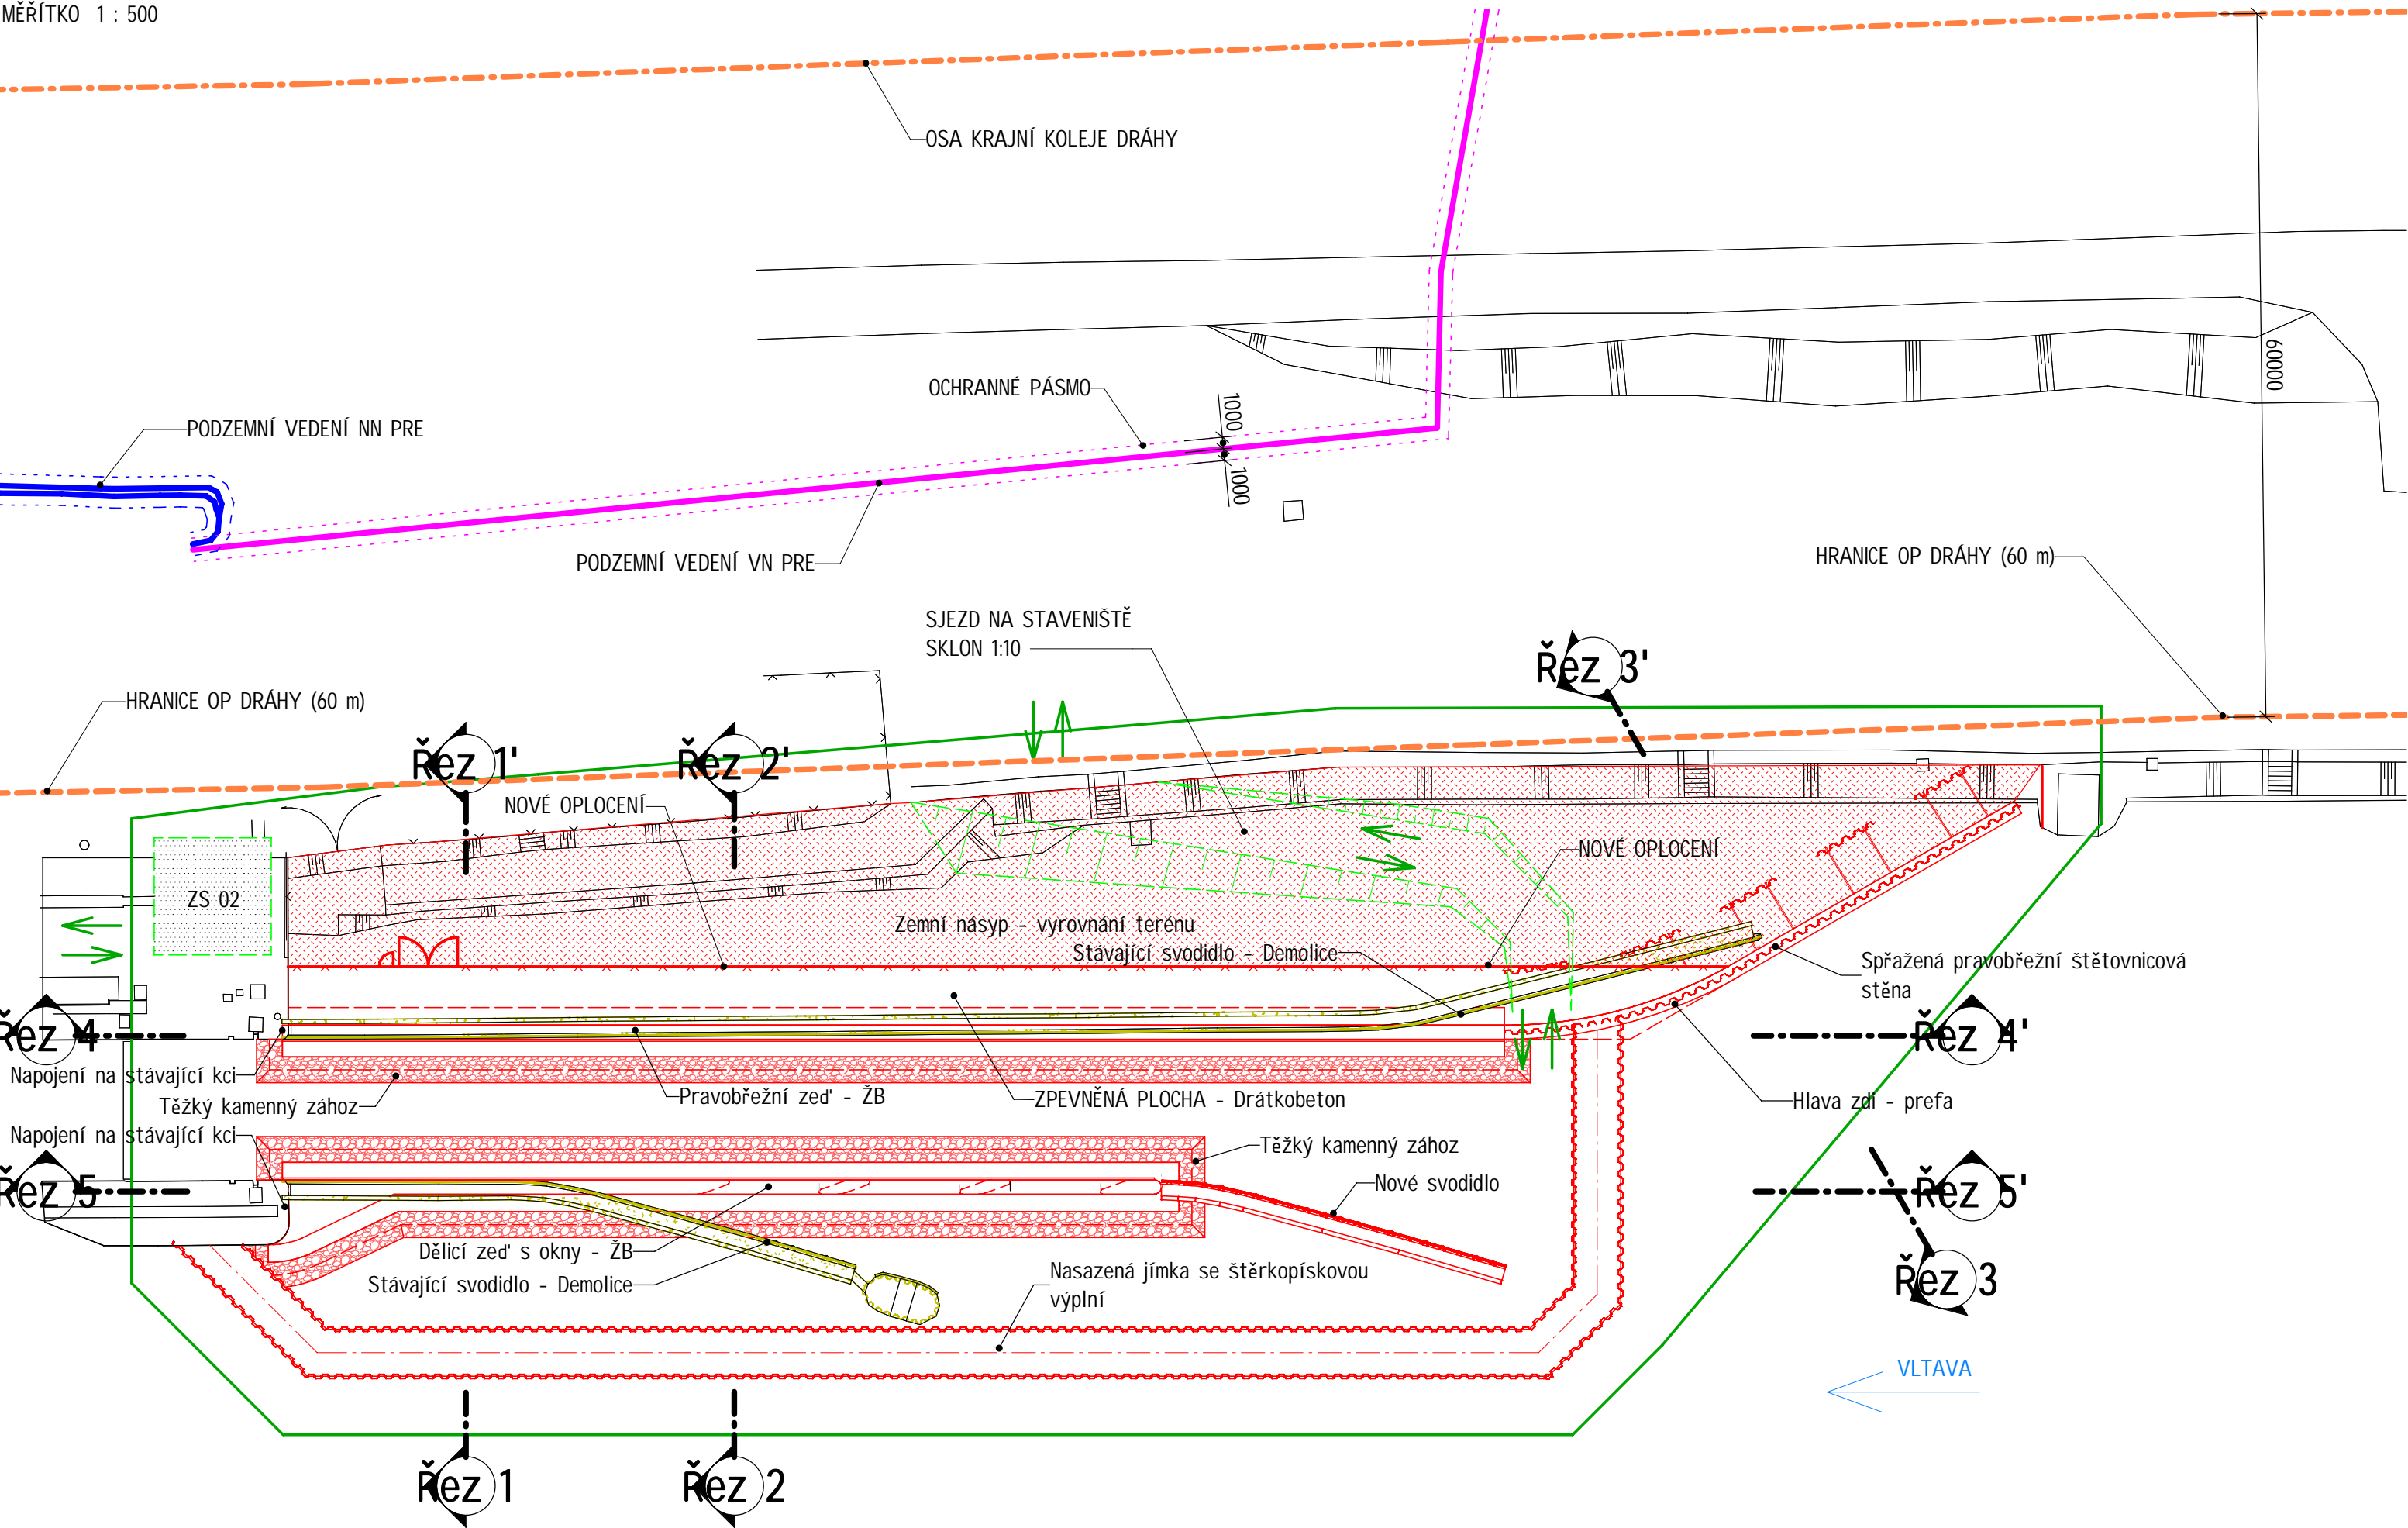 MĚŘÍTKO 1 : 500
OSA KRAJNÍ KOLEJE DRÁHY
60000
OCHRANNÉ PÁSMO
1000
1000
PODZEMNÍ VEDENÍ NN PRE
PODZEMNÍ VEDENÍ VN PRE
HRANICE OP DRÁHY (60 m)
SJEZD NA STAVENIŠTĚ
SKLON 1:10
Řez 3'
HRANICE OP DRÁHY (60 m)
Řez 1'
Řez 2'
NOVÉ OPLOCENÍ
NOVÉ OPLOCENÍ
ZS 02
Zemní násyp - vyrovnání terénu
Stávající svodidlo - Demolice
Spřažená pravobřežní štětovnicová
stěna
Řez 4
Řez 4'
Napojení na stávající kci
Těžký kamenný zához
Pravobřežní zeď - ŽB
ZPEVNĚNÁ PLOCHA - Drátkobeton
Hlava zdi - prefa
Napojení na stávající kci
Těžký kamenný zához
Nové svodidlo
Řez 5
Řez 5'
Dělicí zeď s okny - ŽB
Stávající svodidlo - Demolice
Nasazená jímka se štěrkopískovou
výplní
Řez 3
VLTAVA
Řez 1
Řez 2